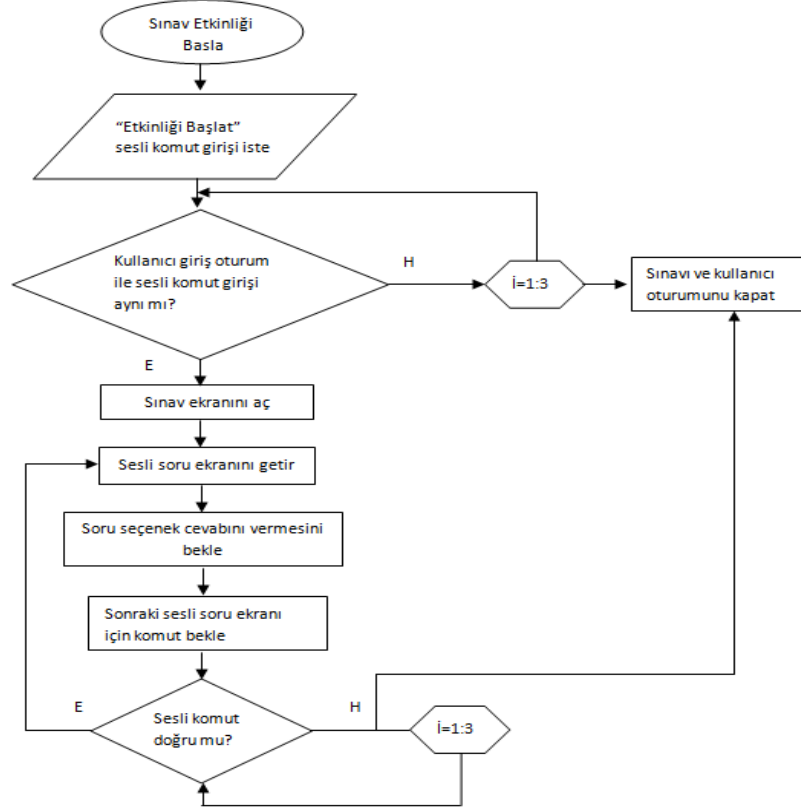 Sınav Etkinliği
Basla
“Etkinliği Başlat”
sesli komut girişi iste
Kullanıcı giriş oturum
ile sesli komut girişi
aynı mı?
H
İ=1:3
Sınavı ve kullanıcı
oturumunu kapat
E
Sınav ekranını aç
Sesli soru ekranını getir
Soru seçenek cevabını vermesini
bekle
Sonraki sesli soru ekranı
için komut bekle
E
Sesli komut
doğru mu?
H
İ=1:3